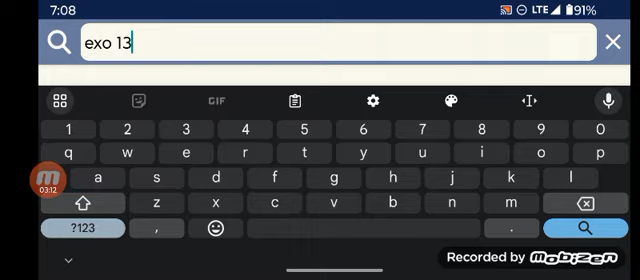 7:08 LTE 91%
exo 13
GIF
1 2 3 4 5 6 7 8 9 0
q w e r t y u i o p
a s d f g h j k l
03:12
z x c v b n m
?123 , .
Recorded by MOBIZEN